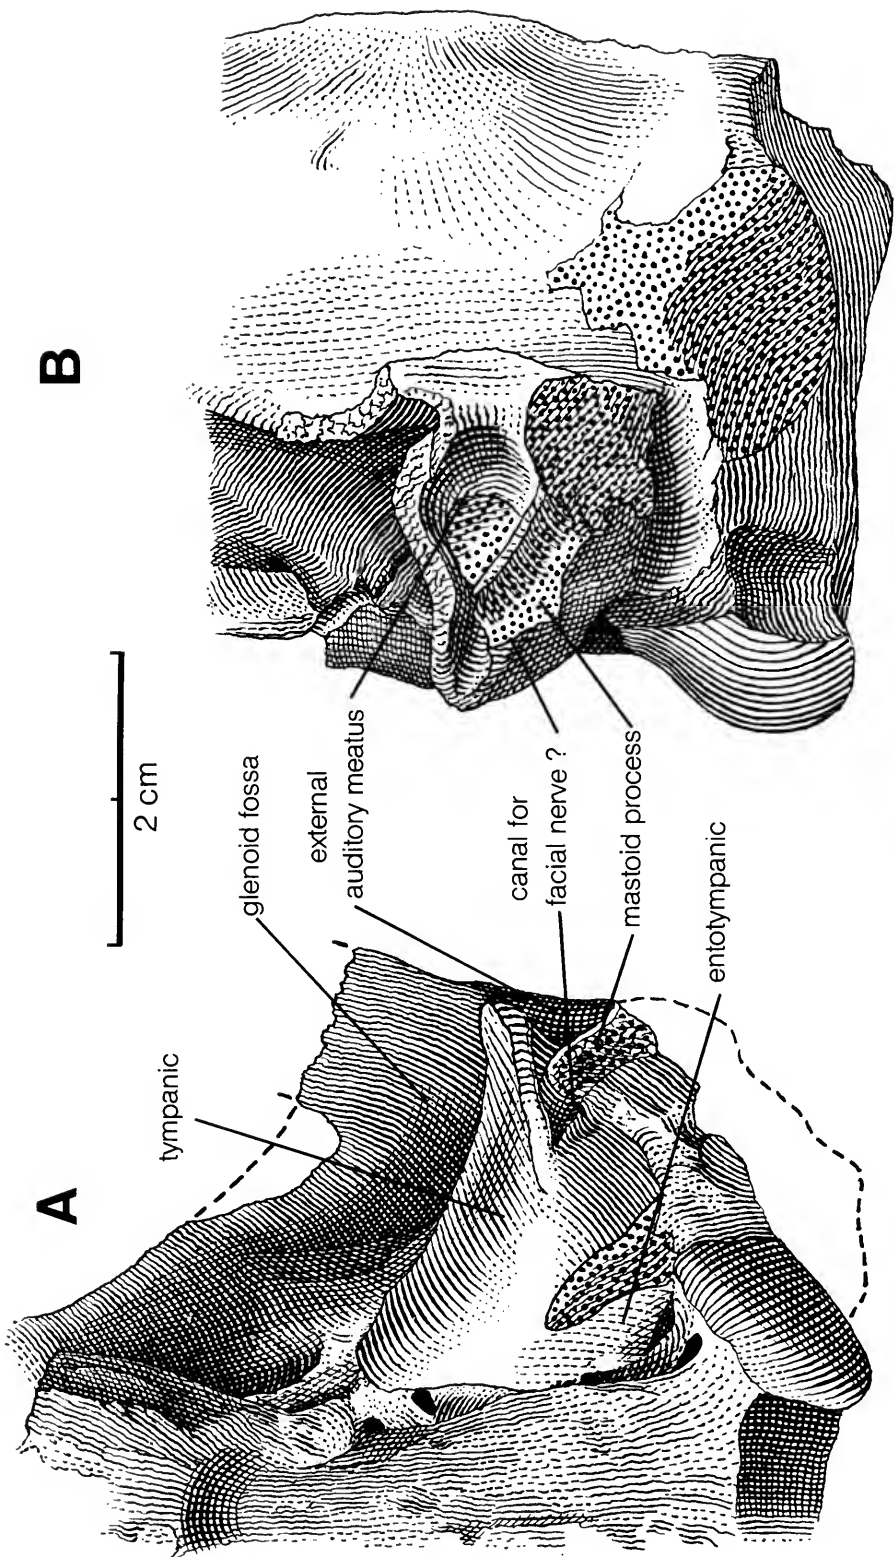 A
B
2 cm
tympanic
glenoid fossa
external
auditory meatus
canal for
facial nerve ?
mastoid process
entotympanic